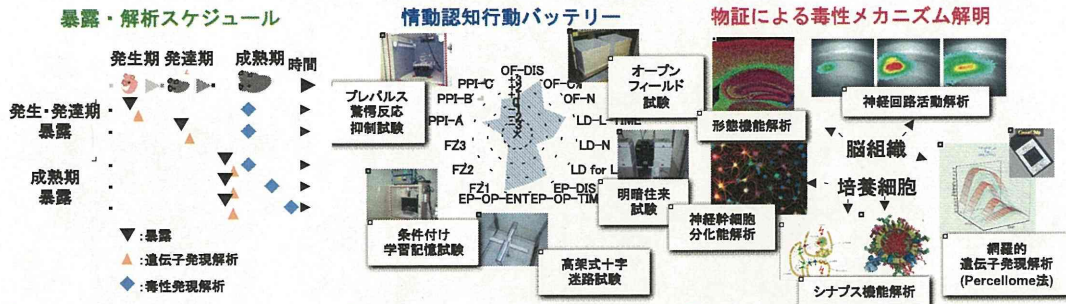 暴露・解析スケジュール
発生期 発達期 成熟期 時間
発生・発達期
暴露
成熟期
暴露
:暴露
:遺伝子発現解析
:毒性発現解析
情動認知行動バッテリー
プレパルス
驚愕反応
抑制試験
オープン
フィールド
試験
明暗往来
試験
高架式十字
迷路試験
条件付け
学習記憶試験
OF-DIS
OF-N
LD-L-TIME
LD-N
EP-DIS
EP-OP-ENT
FZ1
FZ2
FZ3
PPI-A
PPI-B
PPI-C
物証による毒性メカニズム解明
形態機能解析
神経回路活動解析
脳組織
培養細胞
神経幹細胞
分化能解析
シナプス機能解析
網羅的
遺伝子発現解析
(Percellome法)